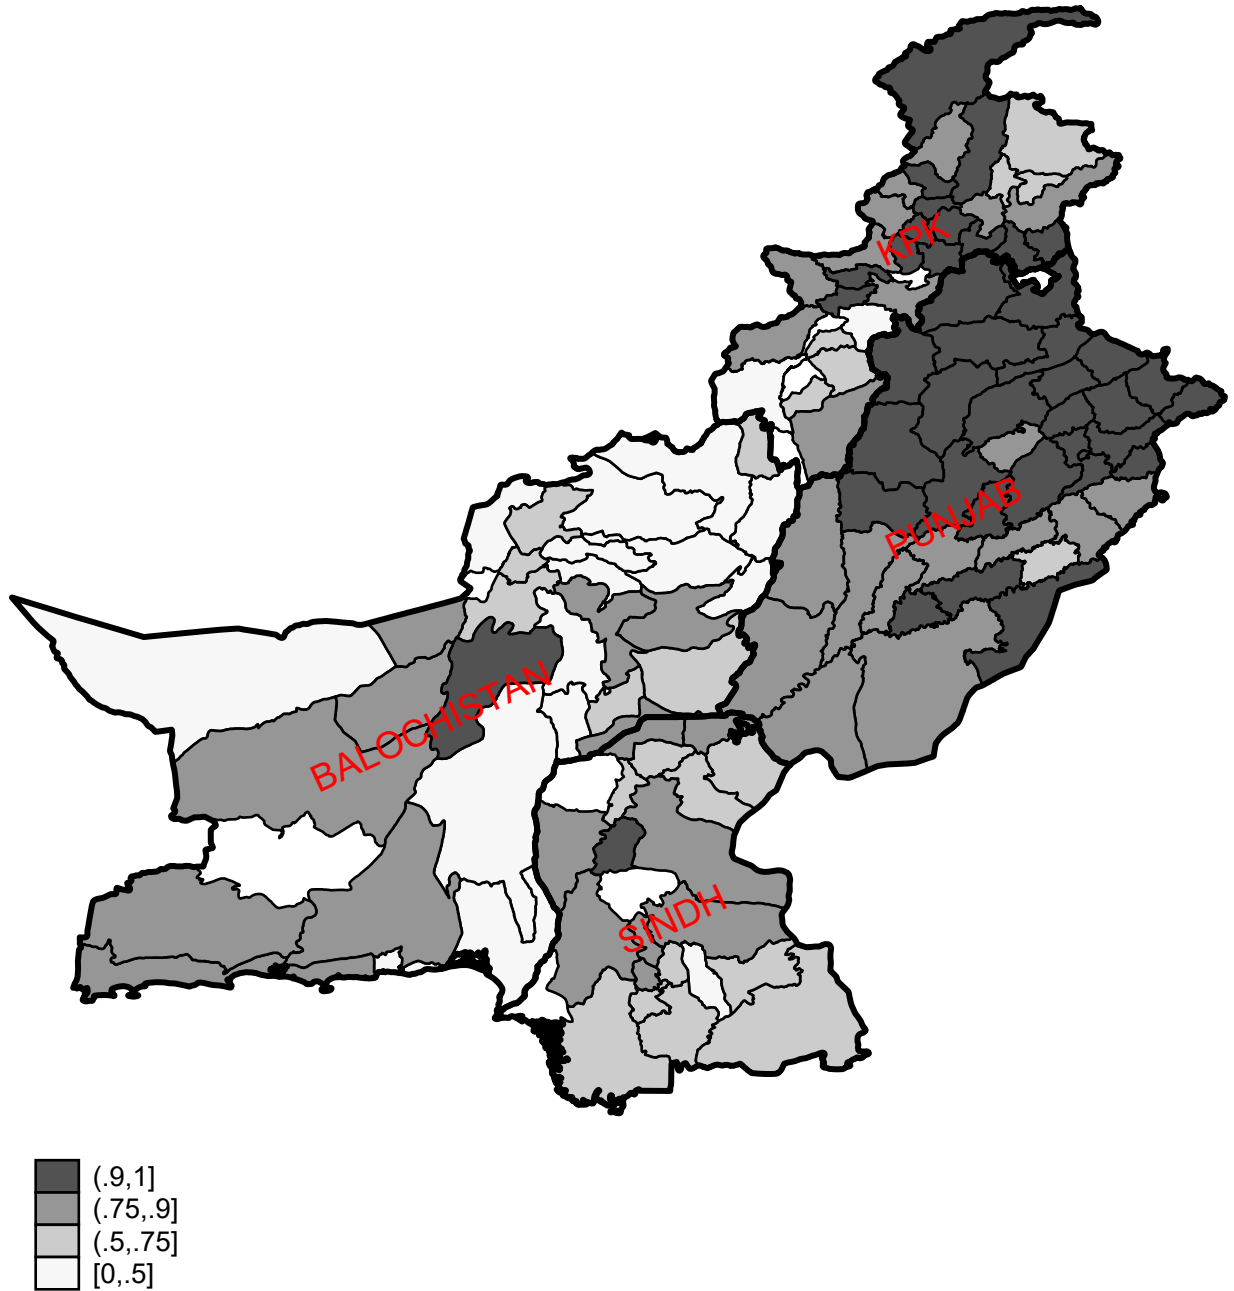 KPK
PUNJAB
BALOCHISTAN
SINDH
(.9,1]
(.75,.9]
(.5,.75]
[0,.5]